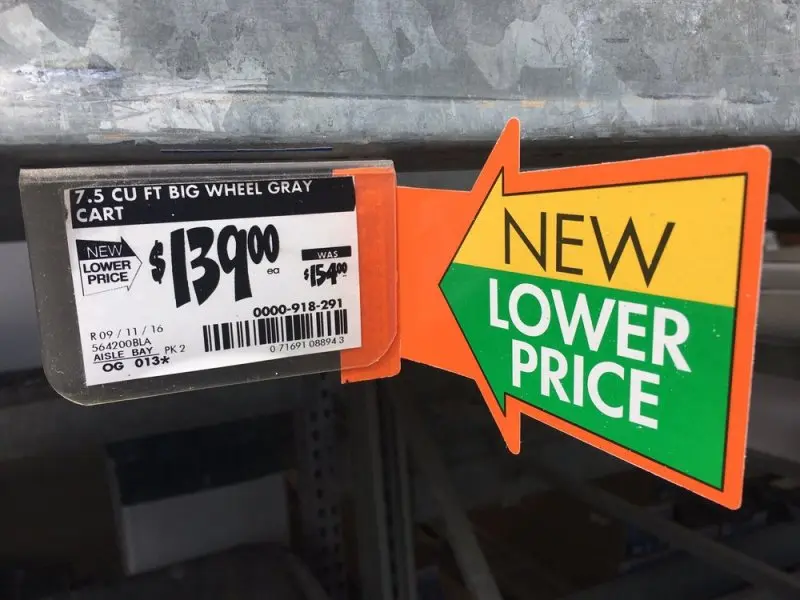 7.5 CU FT BIG WHEEL GRAY
CART
NEW
LOWER
PRICE
$139.00
ea
WAS
$154.00
0000-918-291
R 09 / 11 / 16
564200BLA
AISLE BAY PK 2
OG 013*
0 71691 08894 3
NEW
LOWER
PRICE